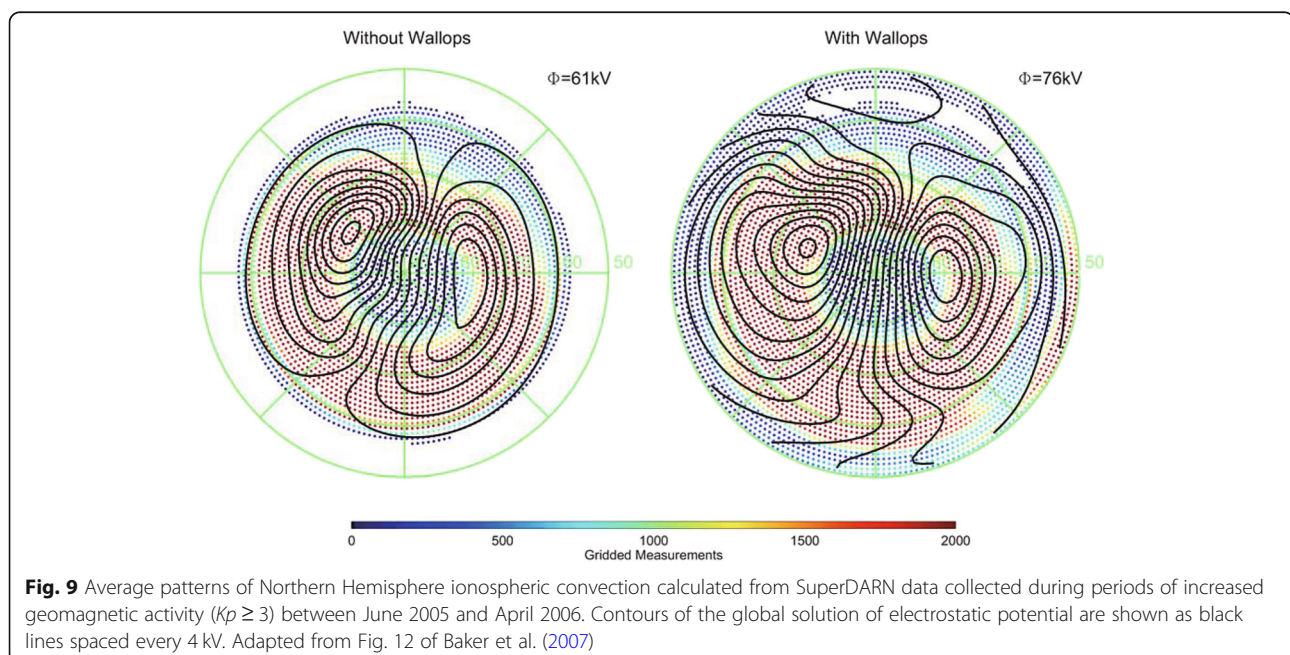 Without Wallops
With Wallops
Φ=61kV
Φ=76kV
60
50
50
0
500
1000
1500
2000
Gridded Measurements
Fig. 9 Average patterns of Northern Hemisphere ionospheric convection calculated from SuperDARN data collected during periods of increased
geomagnetic activity (Kp ≥ 3) between June 2005 and April 2006. Contours of the global solution of electrostatic potential are shown as black
lines spaced every 4 kV. Adapted from Fig. 12 of Baker et al. (2007)